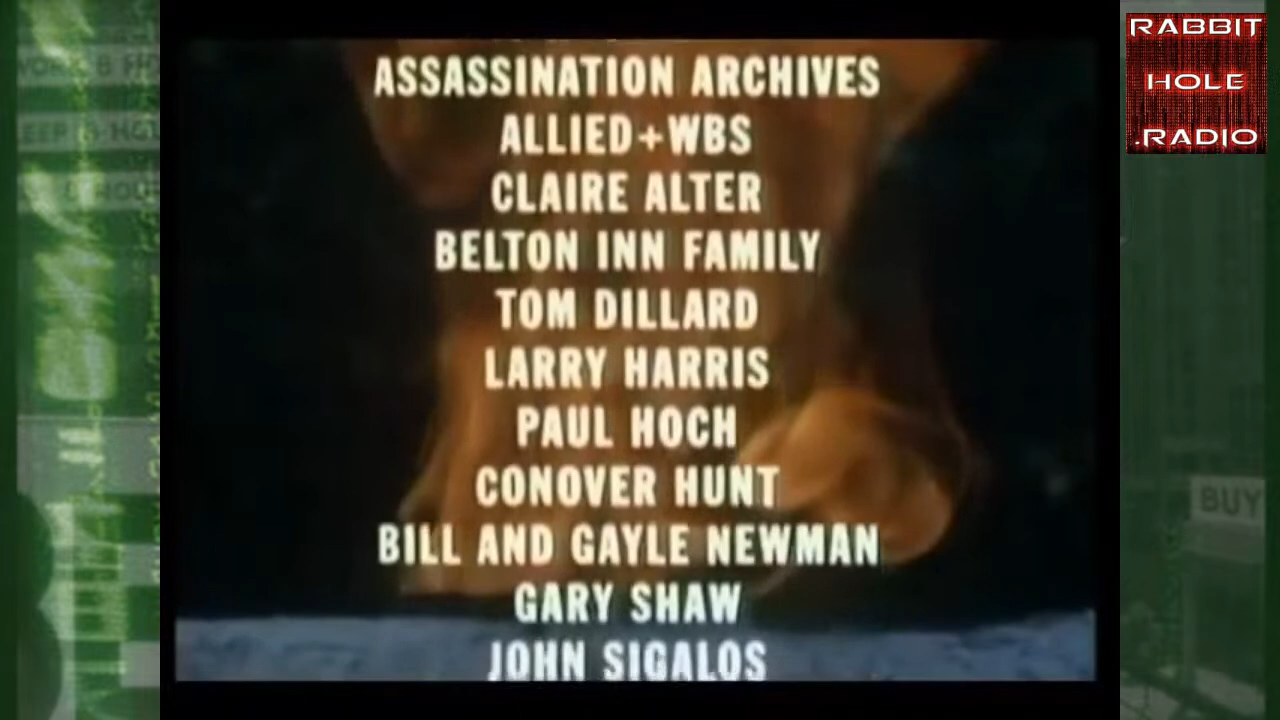 ASSASSINATION ARCHIVES
ALLIED+WBS
CLAIRE ALTER
BELTON INN FAMILY
TOM DILLARD
LARRY HARRIS
PAUL HOCH
CONOVER HUNT
BILL AND GAYLE NEWMAN
GARY SHAW
JOHN SIGALOS
RABBIT
HOLE
.RADIO
BUY